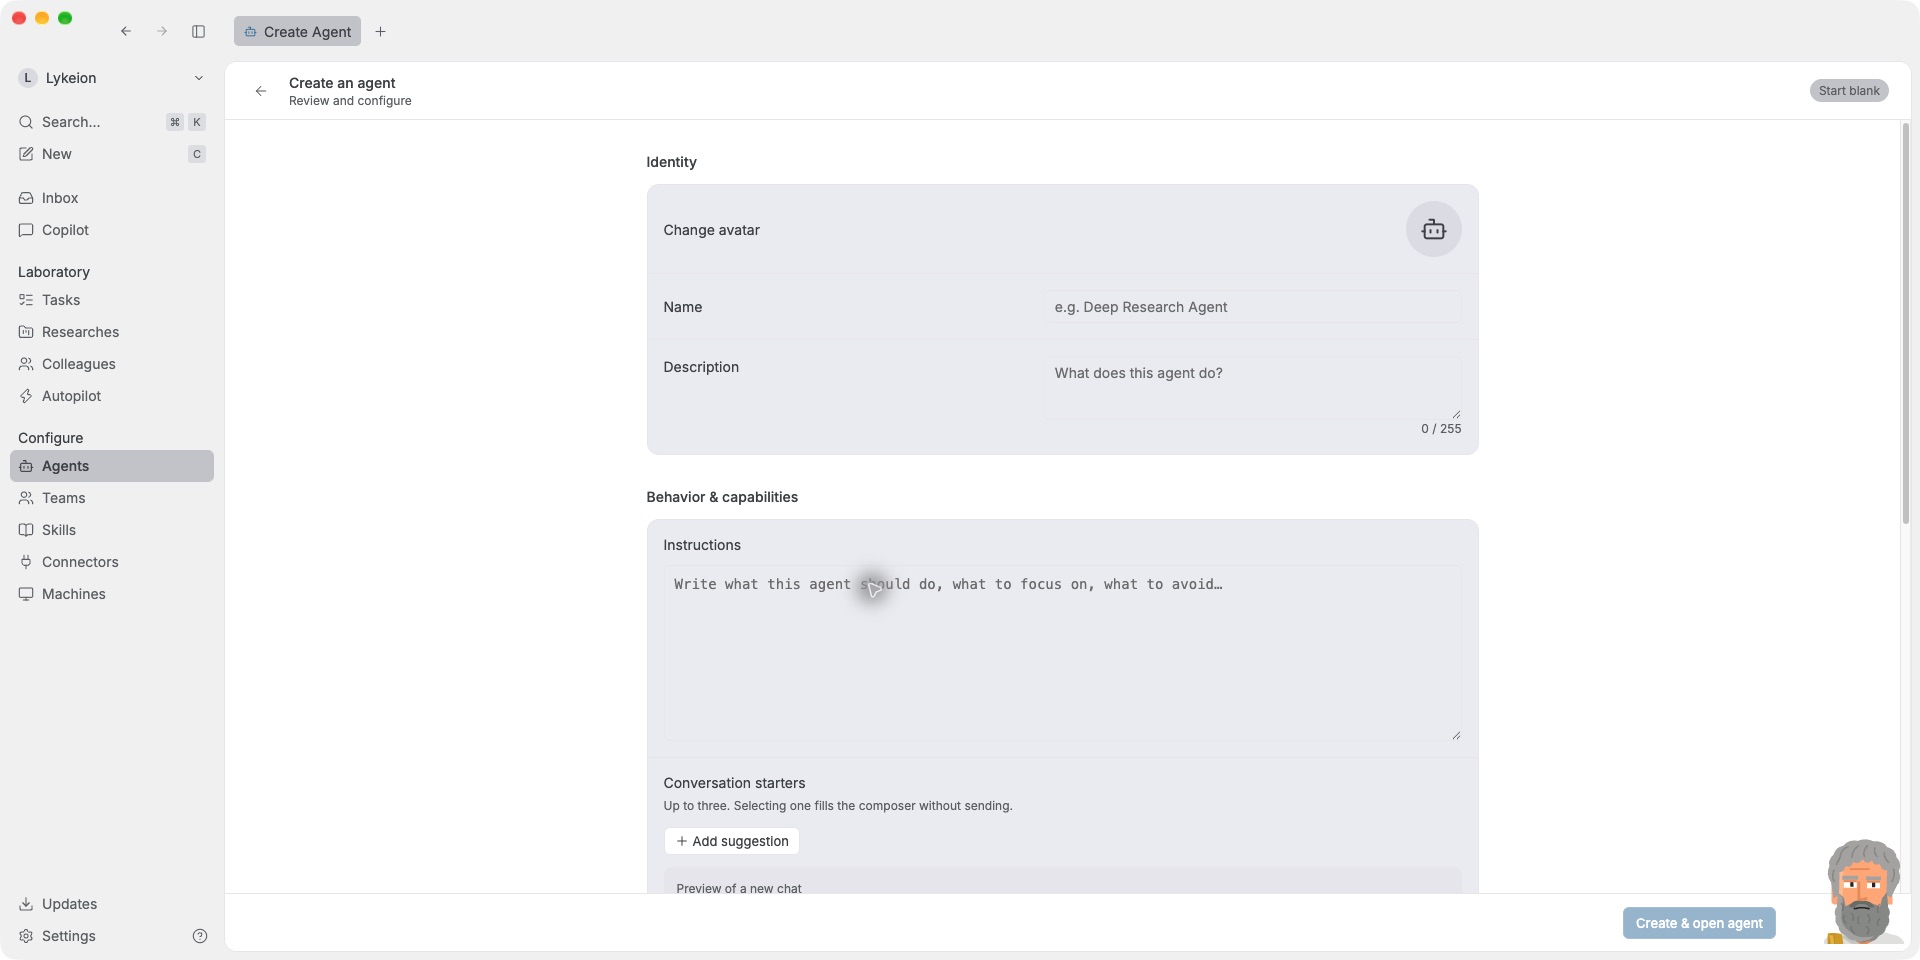 Create Agent
L Lykeion
Search... ⌘ K
New C
Inbox
Copilot
Laboratory
Tasks
Researches
Colleagues
Autopilot
Configure
Agents
Teams
Skills
Connectors
Machines
Updates
Settings
Create an agent
Review and configure
Start blank
Identity
Change avatar
Name
e.g. Deep Research Agent
Description
What does this agent do?
0 / 255
Behavior & capabilities
Instructions
Write what this agent should do, what to focus on, what to avoid…
Conversation starters
Up to three. Selecting one fills the composer without sending.
+ Add suggestion
Preview of a new chat
Create & open agent